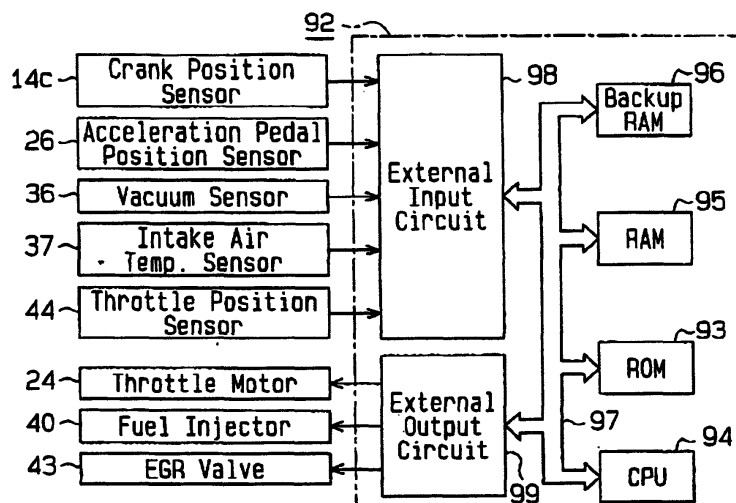 92
14c
Crank Position
Sensor
26
Acceleration Pedal
Position Sensor
36
Vacuum Sensor
37
Intake Air
Temp. Sensor
44
Throttle Position
Sensor
External
Input
Circuit
98
Backup
RAM
96
RAM
95
ROM
93
CPU
94
97
24
Throttle Motor
40
Fuel Injector
43
EGR Valve
External
Output
Circuit
99